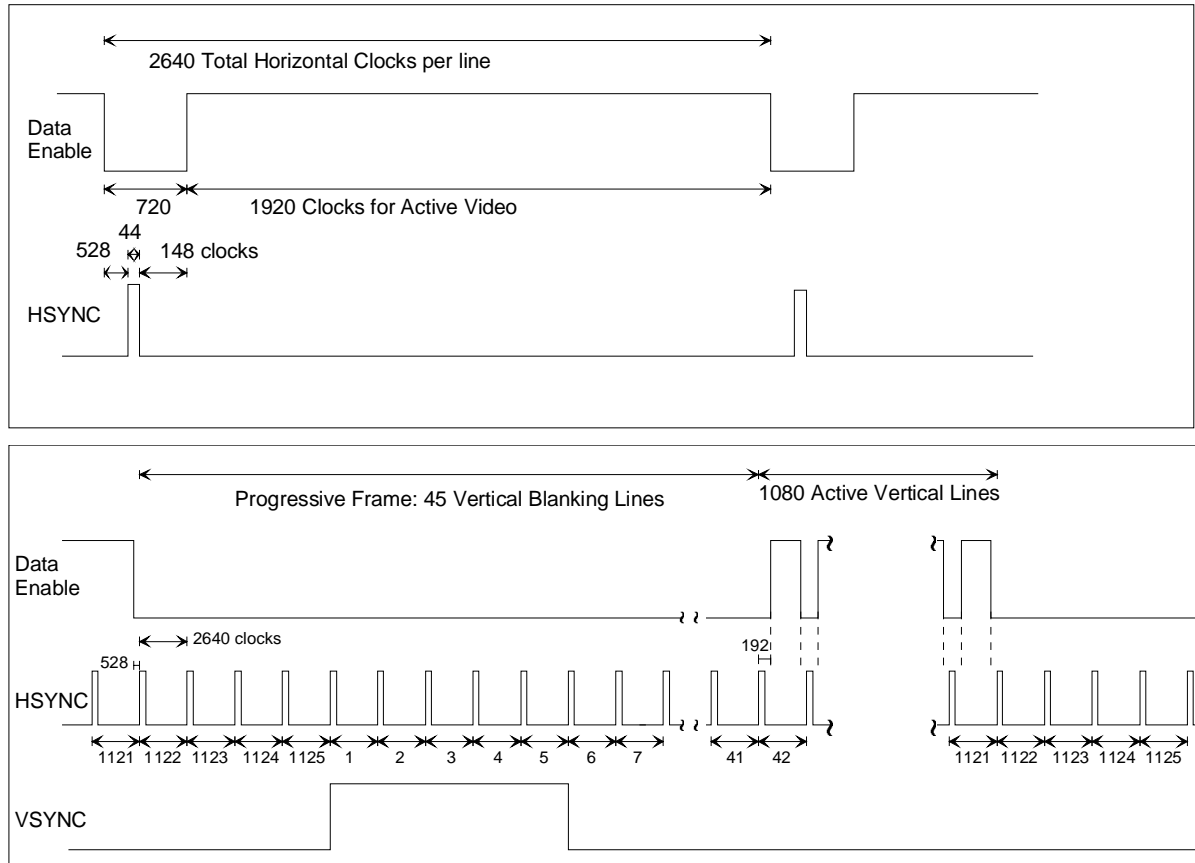 2640 Total Horizontal Clocks per line
Data
Enable
720
1920 Clocks for Active Video
44
528
148 clocks
HSYNC
Progressive Frame: 45 Vertical Blanking Lines
1080 Active Vertical Lines
Data
Enable
2640 clocks
528
192
HSYNC
1121 1122 1123 1124 1125 1 2 3 4 5 6 7 41 42 1121 1122 1123 1124 1125
VSYNC